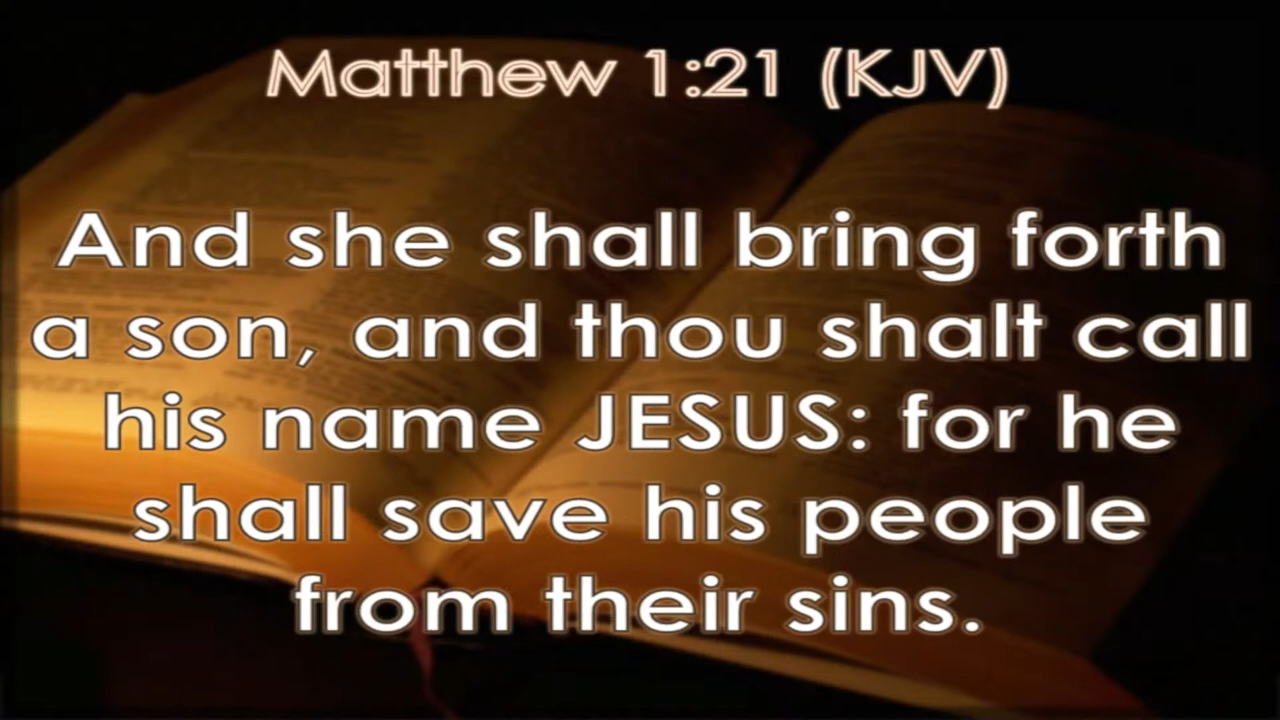 Matthew 1:21 (KJV)
And she shall bring forth
a son, and thou shalt call
his name JESUS: for he
shall save his people
from their sins.